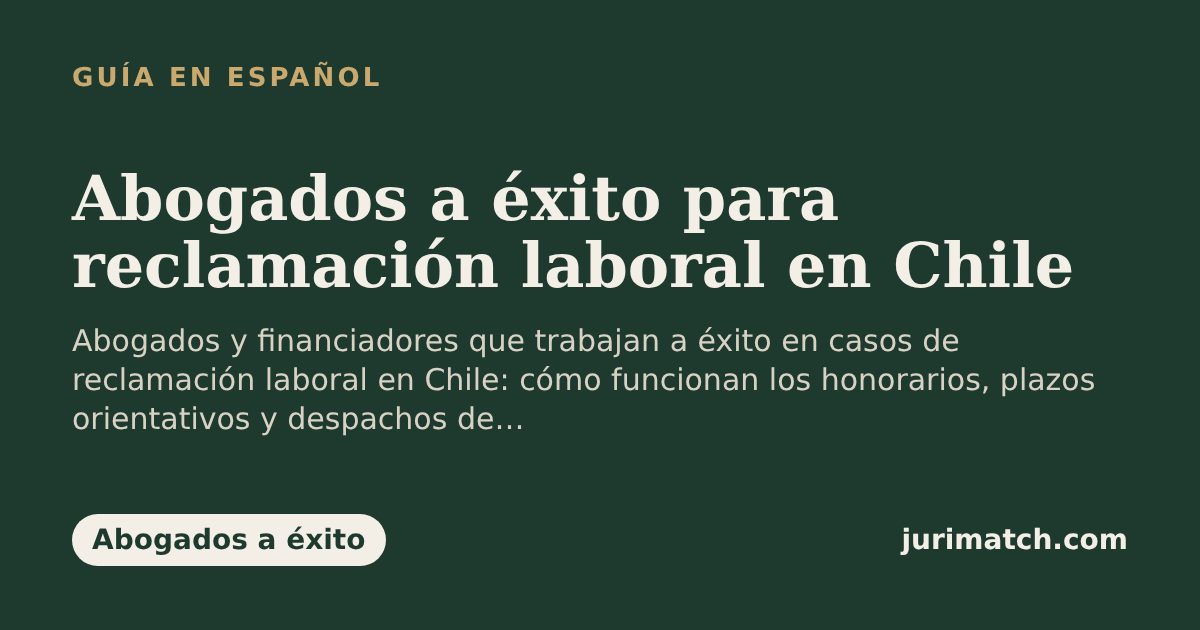 GUÍA EN ESPAÑOL
Abogados a éxito para
reclamación laboral en Chile
Abogados y financiadores que trabajan a éxito en casos de
reclamación laboral en Chile: cómo funcionan los honorarios, plazos
orientativos y despachos de…
Abogados a éxito
jurimatch.com